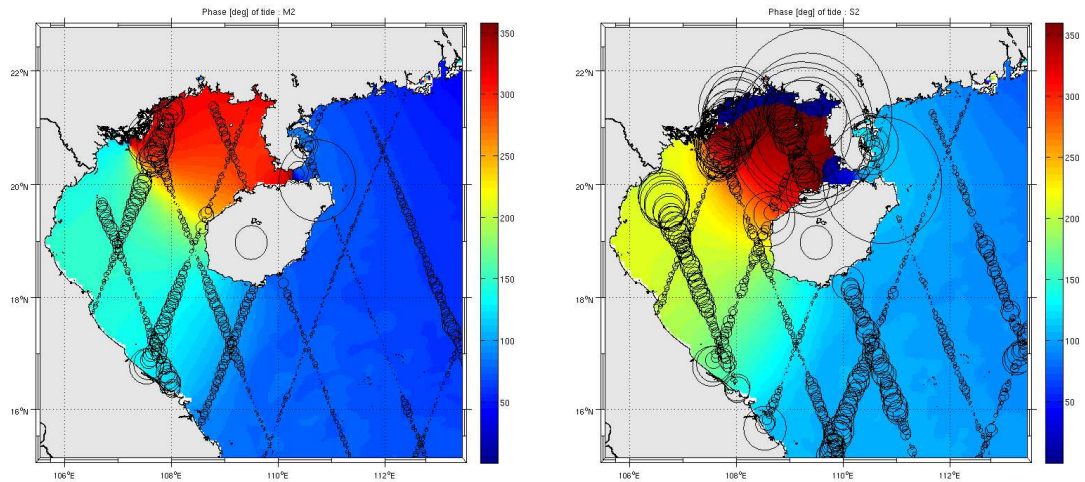 Phase [deg] of tide : M2
22°N
20°N
18°N
16°N
106°E
108°E
110°E
112°E
350
300
250
200
150
100
50
Phase [deg] of tide : S2
22°N
20°N
18°N
16°N
106°E
108°E
110°E
112°E
350
300
250
200
150
100
50